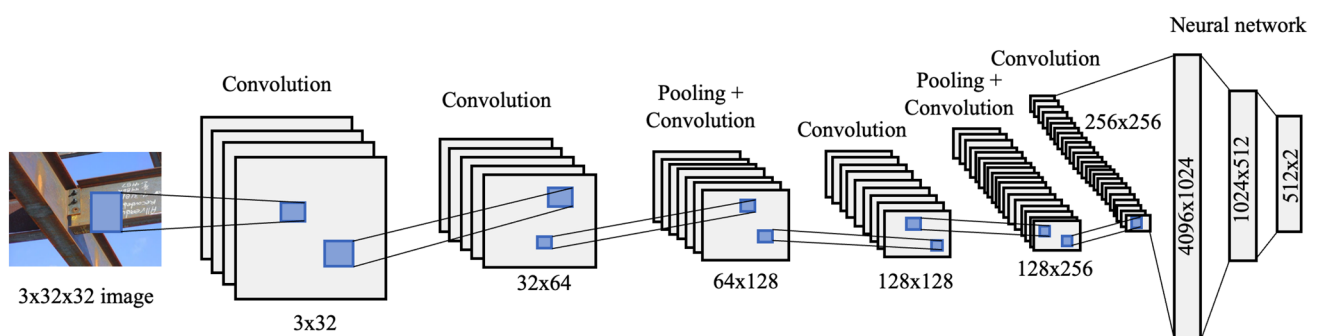 Neural network
Convolution
Convolution
Convolution
Pooling +
Convolution
Convolution
Pooling +
Convolution
256x256
4096x1024
1024x512
512x2
3x32x32 image
3x32
32x64
64x128
128x128
128x256